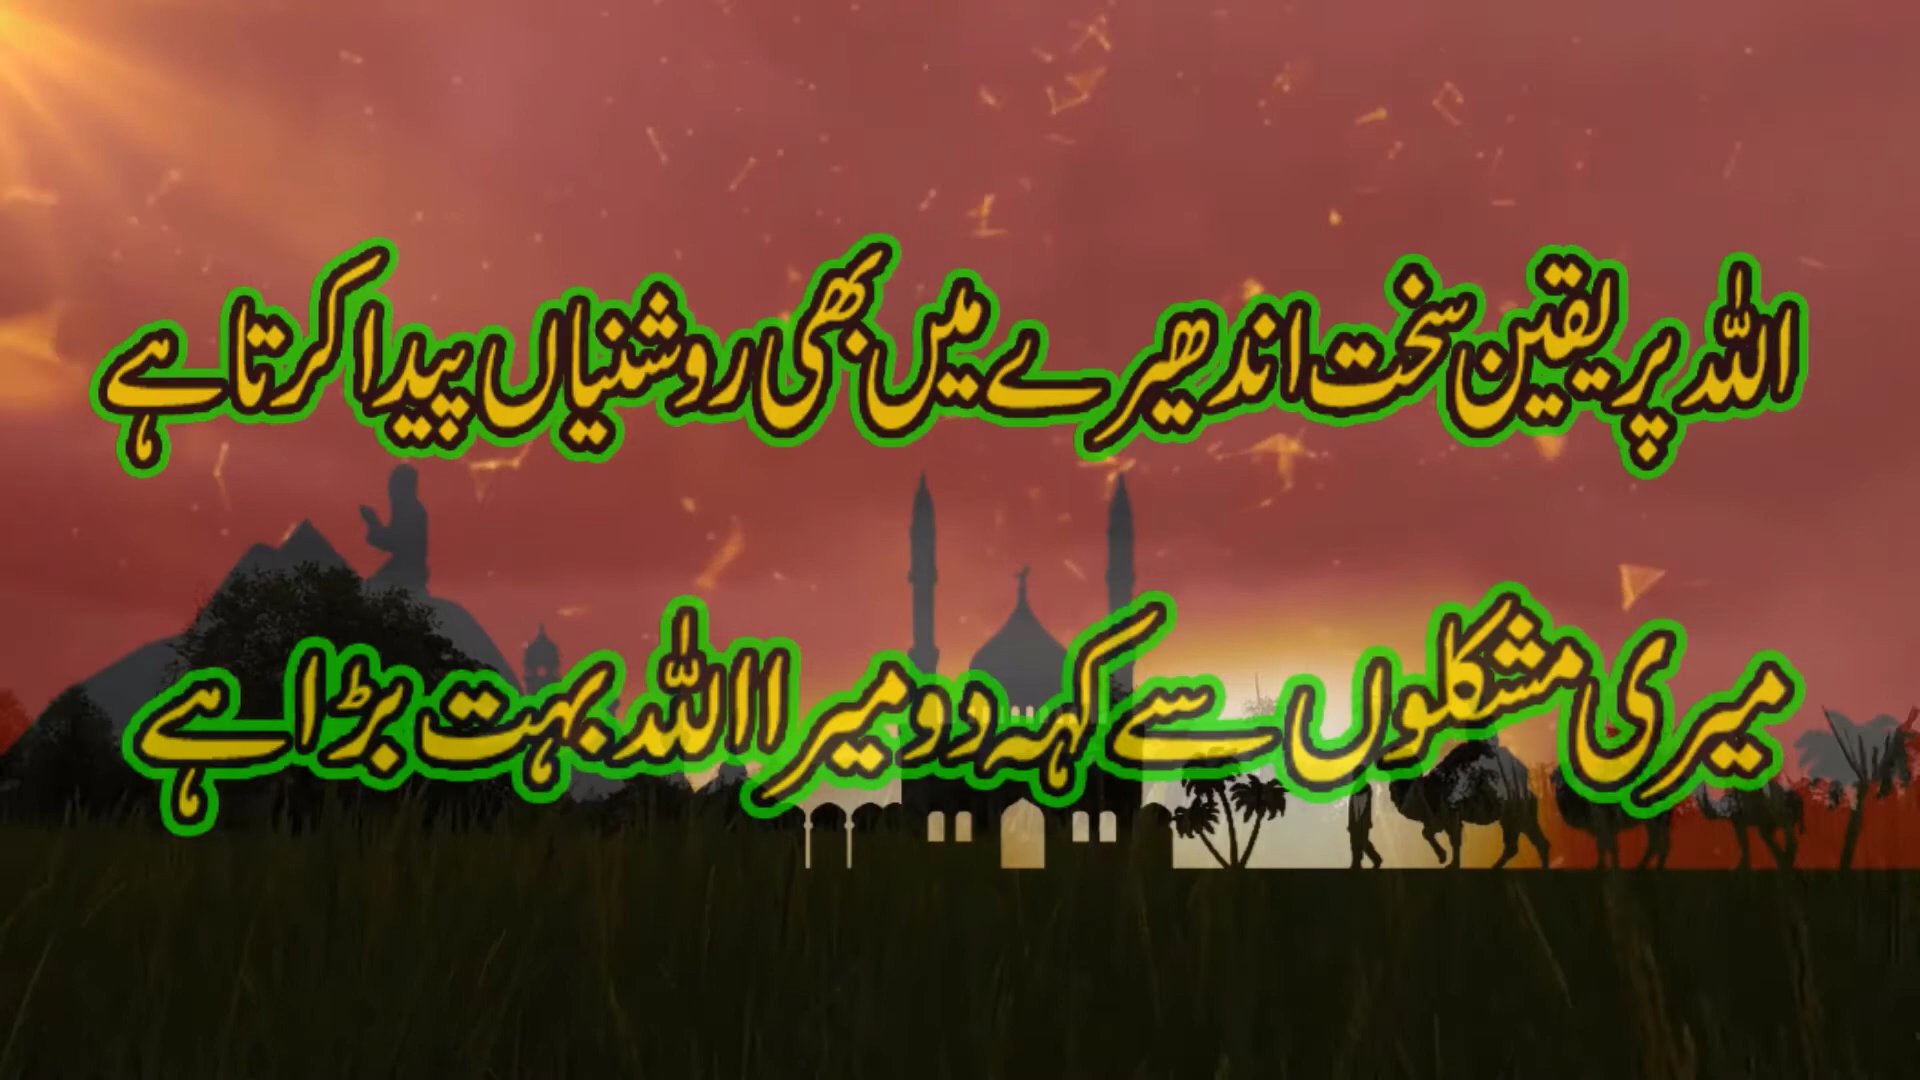 اللہ پر یقین سخت اندھیرے میں بھی روشنیاں پیدا کرتا ہے
میری مشکلوں سے کہہ دو میرا اللہ بہت بڑا ہے